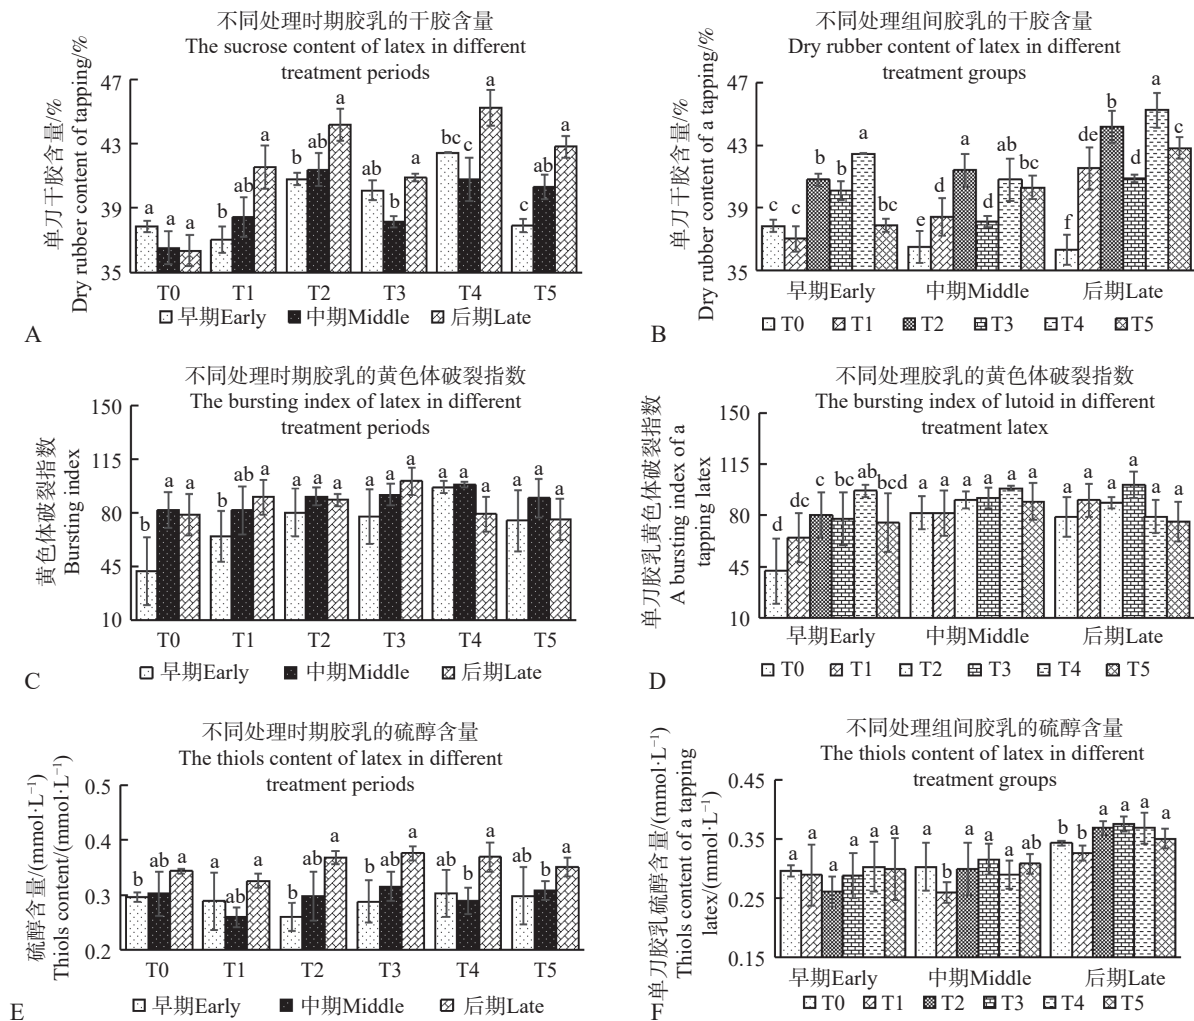 不同处理时期胶乳的干胶含量
The sucrose content of latex in different
treatment periods
单刀干胶含量/%
Dry rubber content of tapping/%
47
43
39
35
a a a
b ab a
b ab a
ab b a
bc c a
c ab a
T0 T1 T2 T3 T4 T5
早期Early 中期Middle 后期Late
A
不同处理组间胶乳的干胶含量
Dry rubber content of latex in different
treatment groups
单刀干胶含量/%
Dry rubber content of a tapping/%
47
43
39
35
c c b b a bc
e d a d ab bc
f de b d a c
早期Early 中期Middle 后期Late
T0 T1 T2 T3 T4 T5
B
不同处理时期胶乳的黄色体破裂指数
The bursting index of latex in different
treatment periods
黄色体破裂指数
Bursting index
150
115
80
45
10
b a a
b ab a
a a a
a a a
a a a
a a a
T0 T1 T2 T3 T4 T5
早期Early 中期Middle 后期Late
C
不同处理胶乳的黄色体破裂指数
The bursting index of lutoid in different
treatment latex
单刀胶乳黄色体破裂指数
A bursting index of a
tapping latex
150
115
80
45
10
d dc c bc ab bcd
a a a a a a
a a a a a a
早期Early 中期Middle 后期Late
T0 T1 T2 T3 T4 T5
D
不同处理时期胶乳的硫醇含量
The thiols content of latex in different
treatment periods
硫醇含量/(mmol·L⁻¹)
Thiols content/(mmol·L⁻¹)
0.5
0.4
0.3
0.2
b ab a
a ab a
b ab a
b ab a
ab b a
ab b a
T0 T1 T2 T3 T4 T5
早期Early 中期Middle 后期Late
E
不同处理组间胶乳的硫醇含量
The thiols content of latex in different
treatment groups
单刀胶乳硫醇含量/(mmol·L⁻¹)
Thiols content of a tapping
latex/(mmol·L⁻¹)
0.45
0.35
0.25
0.15
a a a a a a
a b a a a ab
b b a a a a
早期Early 中期Middle 后期Late
T0 T1 T2 T3 T4 T5
F